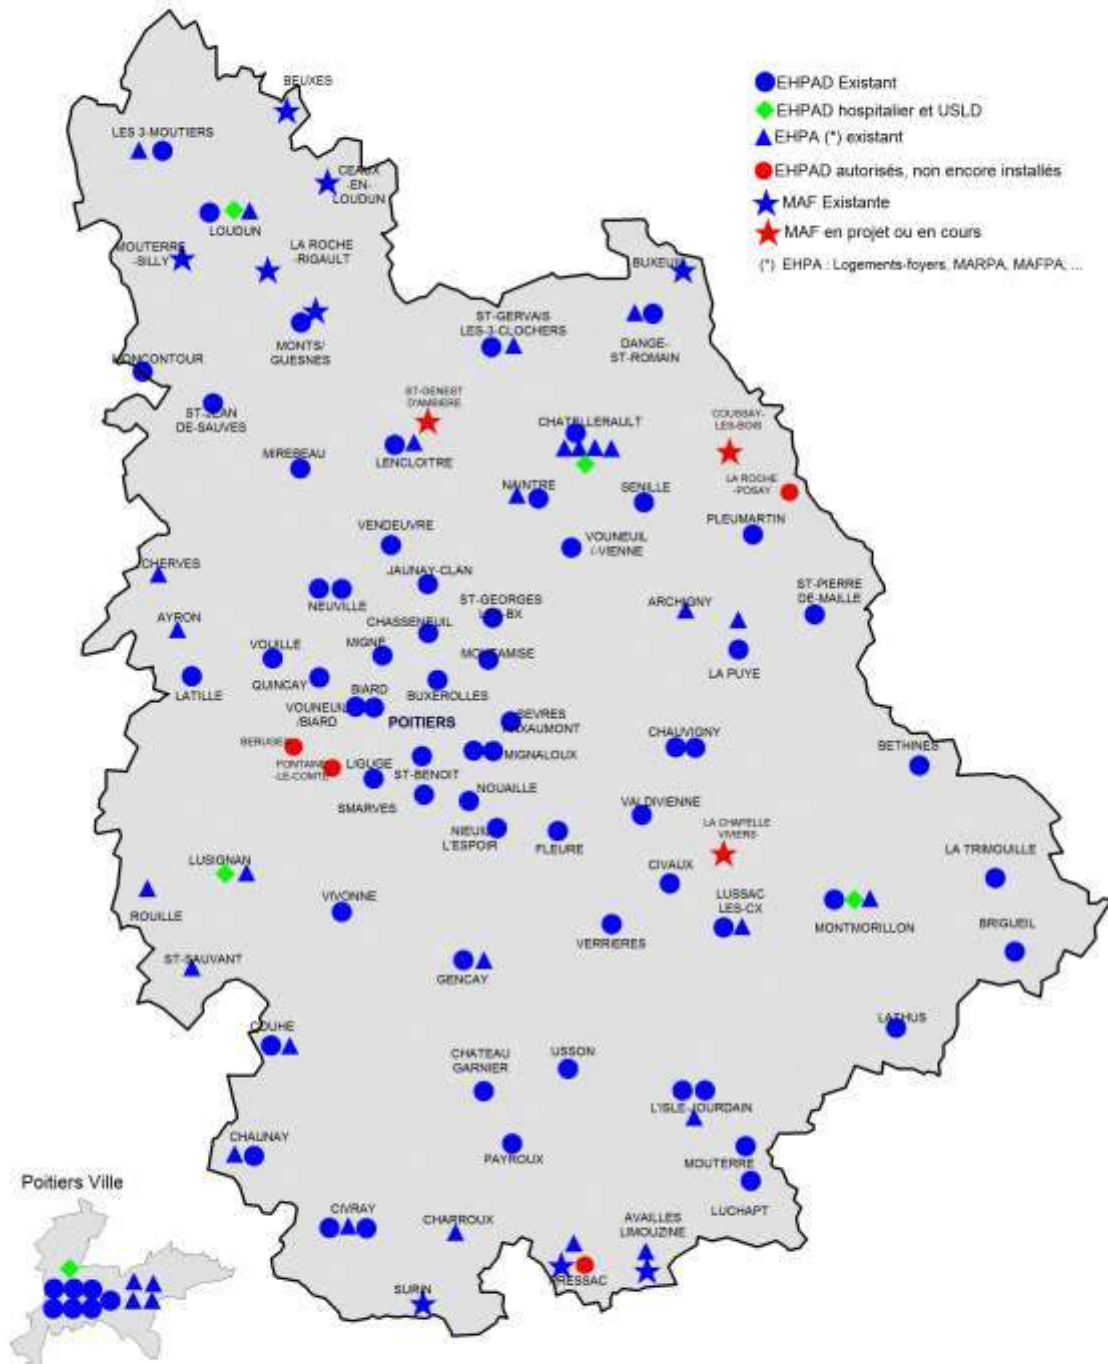 BEUXES
EHPAD Existant
EHPAD hospitalier et USLD
EHPA (*) existant
EHPAD autorisés, non encore installés
MAF Existante
MAF en projet ou en cours
(*) EHPA : Logements-foyers, MARPA, MAFPA, ...
LES 3-MOUTIERS
CEAUX
-EN-
LOUDUN
LOUDUN
MOUTERRE
-SILLY
LA ROCHE
-RIGAULT
BUXEUIL
MONTS/
GUESNES
ST-GERVAIS
LES-3-CLOCHERS
DANGE-
ST-ROMAIN
MONCONTOUR
ST-JEAN
DE-SAUVES
ST-GENEST
D'AMBIERE
CHATELLERAULT
COUSSAY-
LES-BOIS
LENCLOITRE
MIREBEAU
NAINTRE
SENILLE
LA ROCHE
-POSAY
PLEUMARTIN
VENDEUVRE
VOUNEUIL
/-VIENNE
CHERVES
JAUNAY-CLAN
ST-PIERRE
DE-MAILLE
NEUVILLE
ST-GEORGES
LES-BX
ARCHIGNY
AYRON
CHASSENEUIL
VOUILLE
MIGNE
MONTAMISE
LA PUYE
LATILLE
QUINCAY
BIARD
BUXEROLLES
VOUNEUIL
/BIARD
POITIERS
SEVRES
ANXAUMONT
CHAUVIGNY
BERUGES
MIGNALOUX
BETHINES
FONTAINE
-LE-COMTE
LIGUGE
ST-BENOIT
SMARVES
NOUAILLE
VALDIVIENNE
NIEUIL
L'ESPOIR
FLEURE
LA CHAPELLE
VIVIERS
LUSIGNAN
CIVAUX
LA TRIMOUILLE
ROUILLE
VIVONNE
LUSSAC
LES-CX
MONTMORILLON
BRIGUEIL
VERRIERES
ST-SAUVANT
GENCAY
COUHE
LATHUS
CHATEAU
GARNIER
USSON
L'ISLE-JOURDAIN
CHAUNAY
PAYROUX
MOUTERRE
LUCHAPT
Poitiers Ville
CIVRAY
CHARROUX
AVAILLES
LIMOUZINE
PRESSAC
SURIN